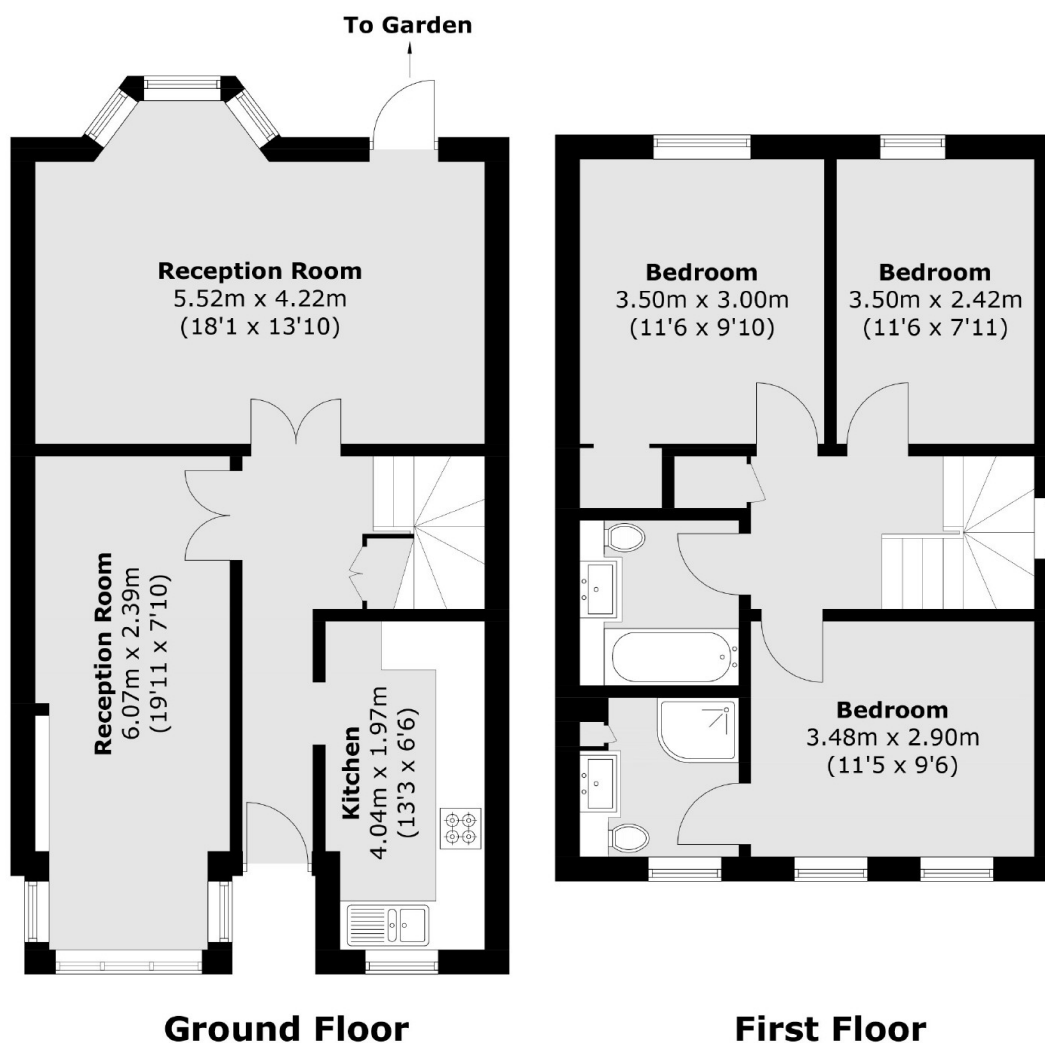 To Garden
Reception Room
5.52m x 4.22m
(18'1 x 13'10)
Reception Room
6.07m x 2.39m
(19'11 x 7'10)
Kitchen
4.04m x 1.97m
(13'3 x 6'6)
Ground Floor
Bedroom
3.50m x 3.00m
(11'6 x 9'10)
Bedroom
3.50m x 2.42m
(11'6 x 7'11)
Bedroom
3.48m x 2.90m
(11'5 x 9'6)
First Floor